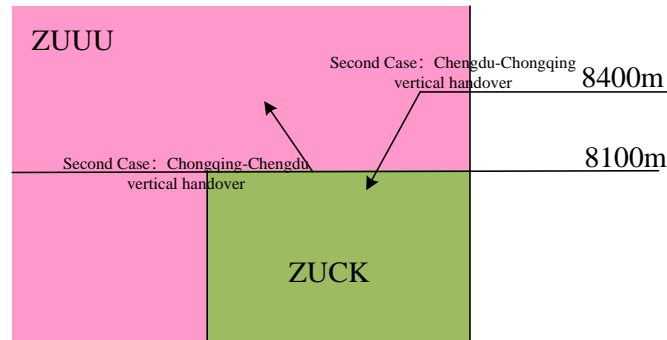 ZUUU
Second Case：Chengdu-Chongqing
vertical handover
8400m
Second Case：Chongqing-Chengdu
vertical handover
8100m
ZUCK